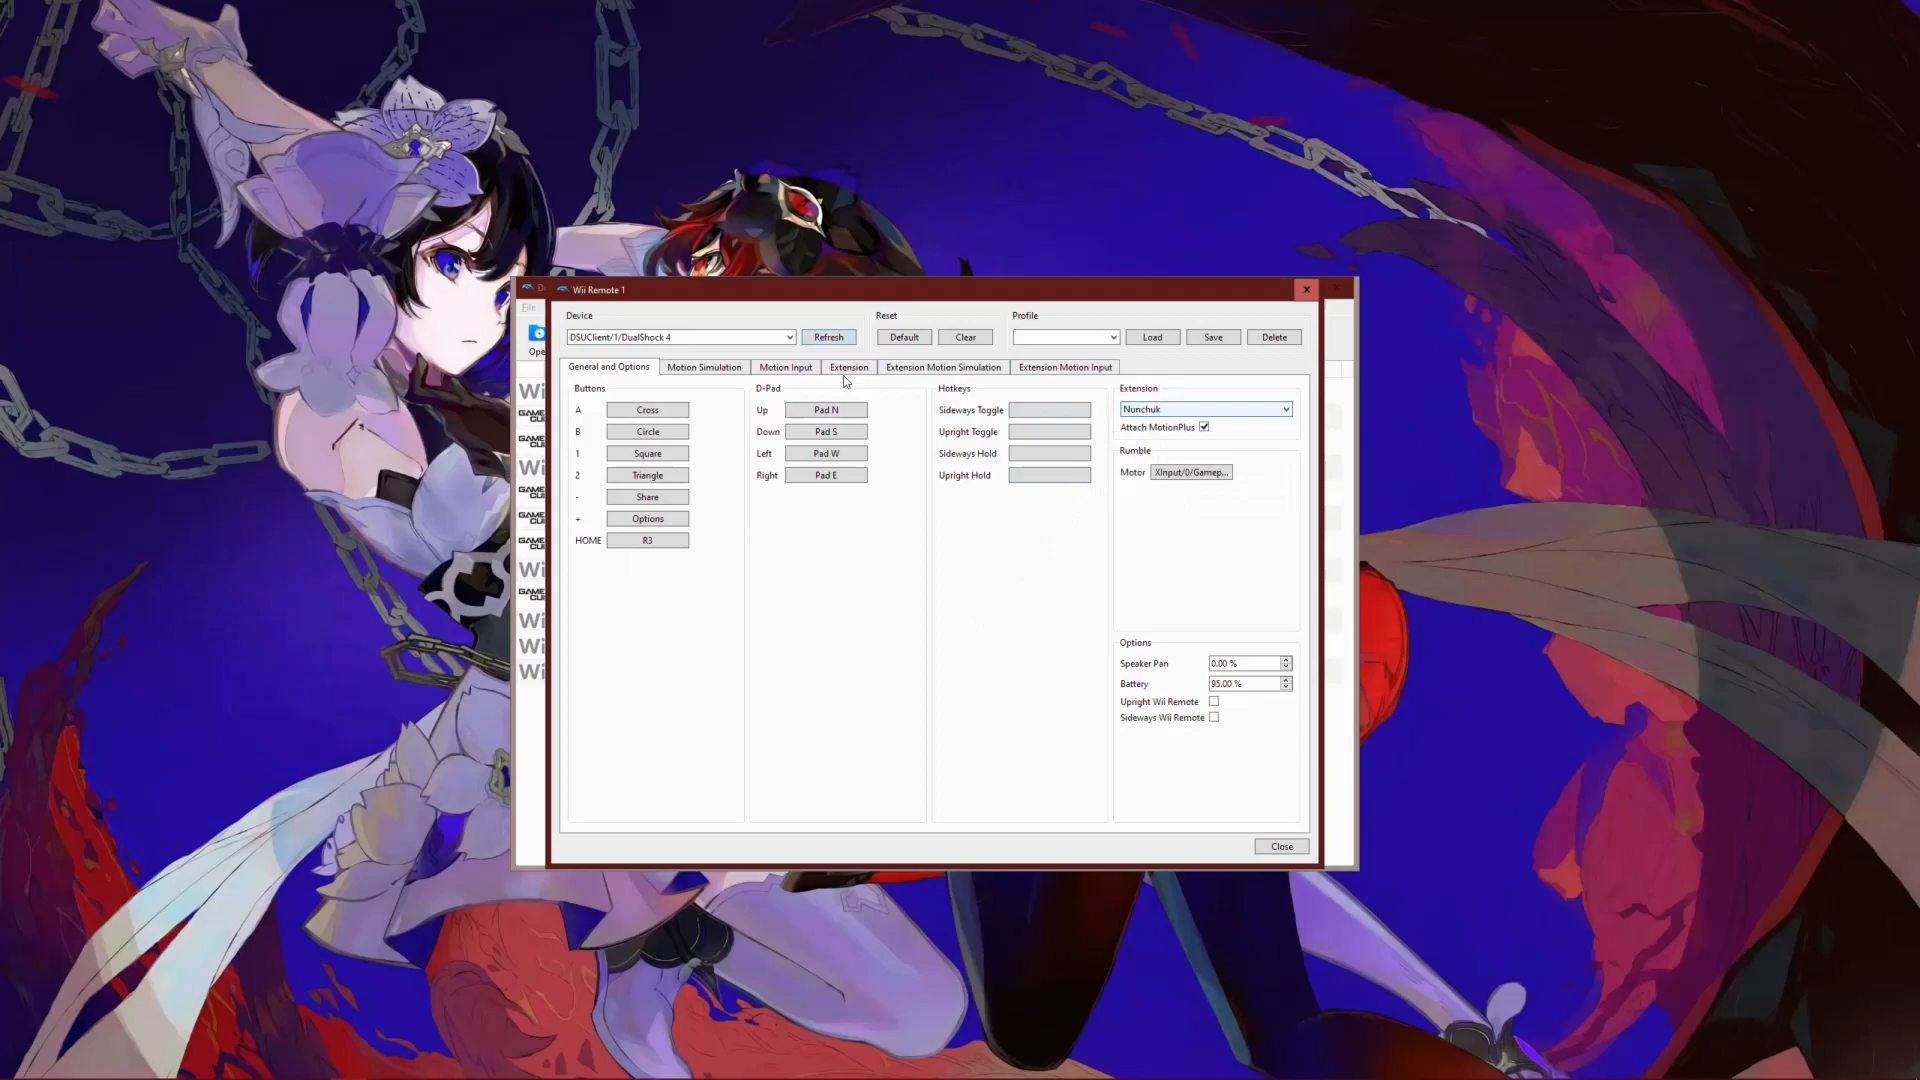 Wii Remote 1
File
Device
DSUClient/1/DualShock 4
Refresh
Reset
Default
Clear
Profile
Load
Save
Delete
General and Options
Motion Simulation
Motion Input
Extension
Extension Motion Simulation
Extension Motion Input
Buttons
A Cross
B Circle
1 Square
2 Triangle
- Share
+ Options
HOME R3
D-Pad
Up Pad N
Down Pad S
Left Pad W
Right Pad E
Hotkeys
Sideways Toggle
Upright Toggle
Sideways Hold
Upright Hold
Extension
Nunchuk
Attach MotionPlus
Rumble
Motor XInput/0/Gamep...
Options
Speaker Pan 0.00 %
Battery 95.00 %
Upright Wii Remote
Sideways Wii Remote
Close